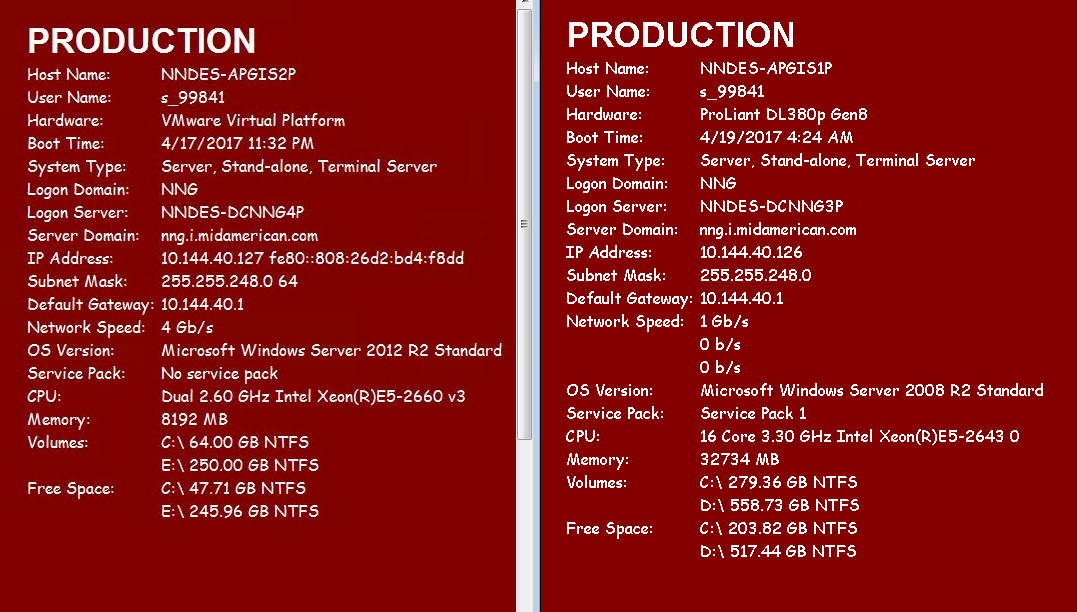 PRODUCTION
Host Name: NNDES-APGIS2P
User Name: s_99841
Hardware: VMware Virtual Platform
Boot Time: 4/17/2017 11:32 PM
System Type: Server, Stand-alone, Terminal Server
Logon Domain: NNG
Logon Server: NNDES-DCNNG4P
Server Domain: nng.i.midamerican.com
IP Address: 10.144.40.127 fe80::808:26d2:bd4:f8dd
Subnet Mask: 255.255.248.0 64
Default Gateway: 10.144.40.1
Network Speed: 4 Gb/s
OS Version: Microsoft Windows Server 2012 R2 Standard
Service Pack: No service pack
CPU: Dual 2.60 GHz Intel Xeon(R)E5-2660 v3
Memory: 8192 MB
Volumes: C:\ 64.00 GB NTFS
E:\ 250.00 GB NTFS
Free Space: C:\ 47.71 GB NTFS
E:\ 245.96 GB NTFS
PRODUCTION
Host Name: NNDES-APGIS1P
User Name: s_99841
Hardware: ProLiant DL380p Gen8
Boot Time: 4/19/2017 4:24 AM
System Type: Server, Stand-alone, Terminal Server
Logon Domain: NNG
Logon Server: NNDES-DCNNG3P
Server Domain: nng.i.midamerican.com
IP Address: 10.144.40.126
Subnet Mask: 255.255.248.0
Default Gateway: 10.144.40.1
Network Speed: 1 Gb/s
0 b/s
0 b/s
OS Version: Microsoft Windows Server 2008 R2 Standard
Service Pack: Service Pack 1
CPU: 16 Core 3.30 GHz Intel Xeon(R)E5-2643 0
Memory: 32734 MB
Volumes: C:\ 279.36 GB NTFS
D:\ 558.73 GB NTFS
Free Space: C:\ 203.82 GB NTFS
D:\ 517.44 GB NTFS